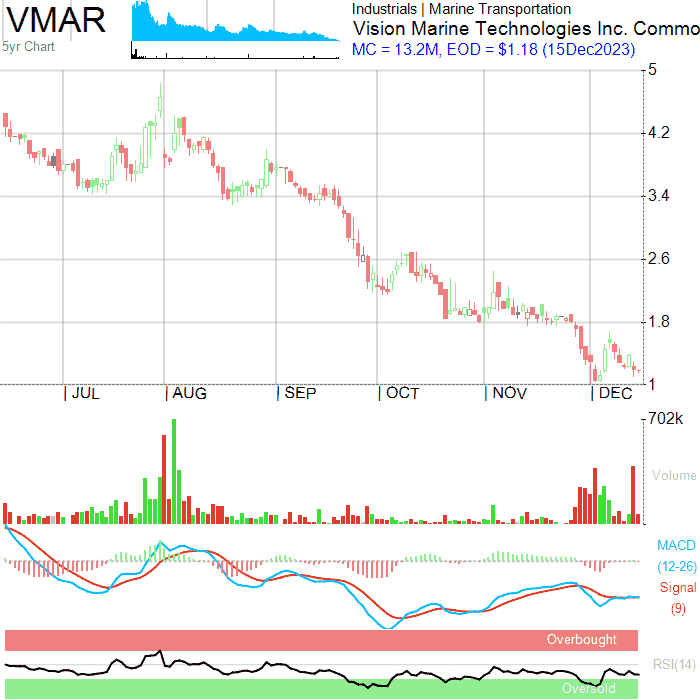 VMAR
5yr Chart
Industrials | Marine Transportation
Vision Marine Technologies Inc. Commo
MC = 13.2M, EOD = $1.18 (15Dec2023)
5
4.2
3.4
2.6
1.8
1
| JUL | AUG | SEP | OCT | NOV | DEC
702k
Volume
MACD
(12-26)
Signal
(9)
Overbought
RSI(14)
Oversold